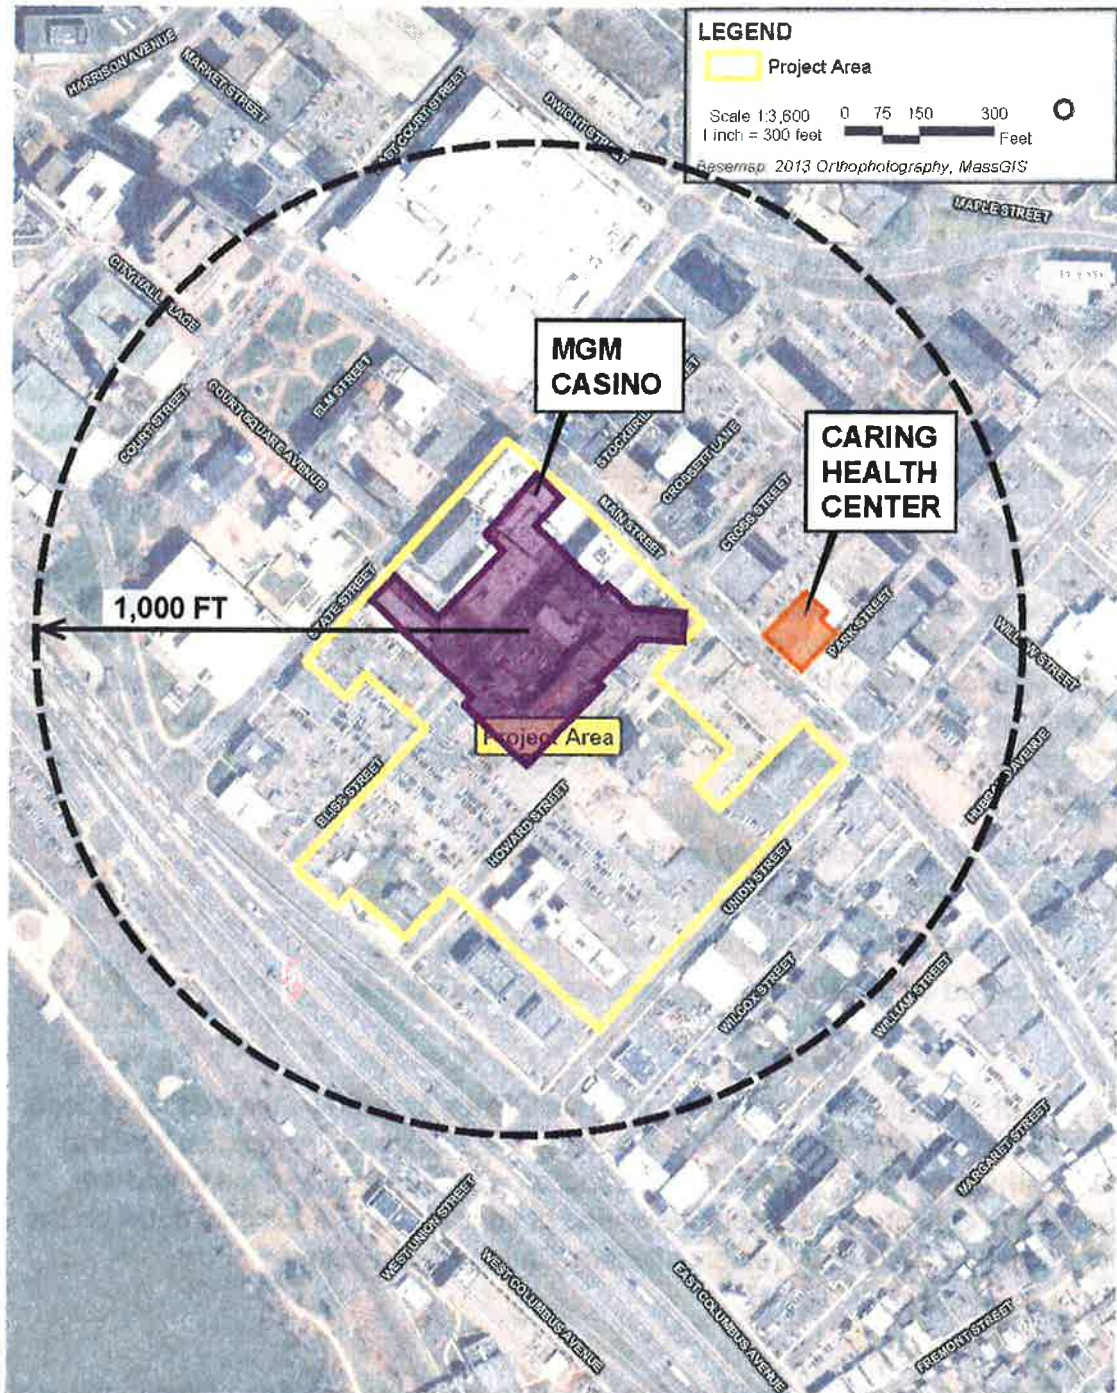 LEGEND
Project Area
Scale 1:3,600
1 inch = 300 feet
0 75 150 300
Feet
Basemap: 2013 Orthophotography, MassGIS
HARRISON AVENUE
MARKET STREET
COURT STREET
DWIGHT STREET
MAPLE STREET
PLACE
COURT STREET
COURT SQUARE AVENUE
ELM STREET
MGM
CASINO
CROSSETT LANE
CROSS STREET
MAIN STREET
CARING
HEALTH
CENTER
STATE STREET
1,000 FT
PARK STREET
WILLOW STREET
Project Area
BLISS STREET
HOWARD STREET
AVENUE
UNION STREET
WILCOX STREET
WILLIAM STREET
MARGARET STREET
WEST UNION STREET
WEST COLUMBUS AVENUE
EAST COLUMBUS AVENUE
FREMONT STREET